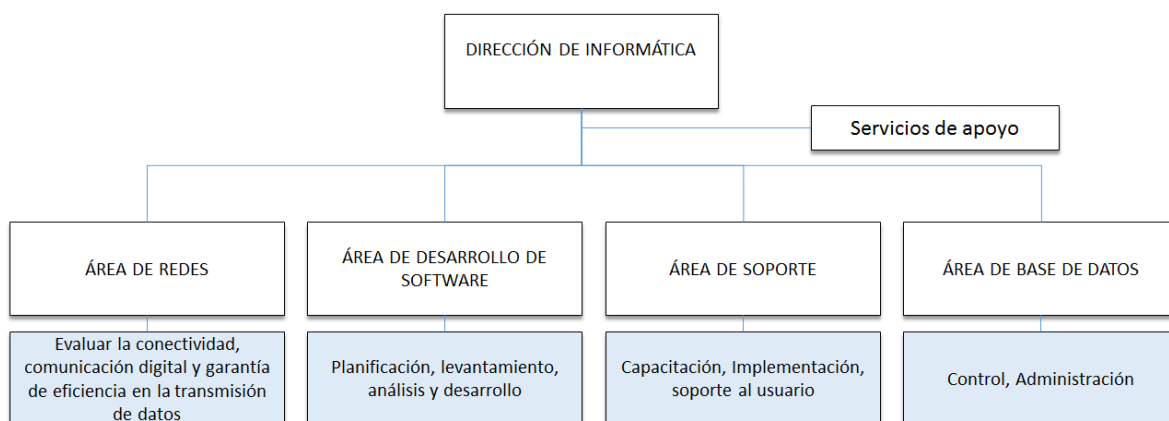 DIRECCIÓN DE INFORMÁTICA
Servicios de apoyo
ÁREA DE REDES
ÁREA DE DESARROLLO DE
SOFTWARE
ÁREA DE SOPORTE
ÁREA DE BASE DE DATOS
Evaluar la conectividad,
comunicación digital y garantía
de eficiencia en la transmisión
de datos
Planificación, levantamiento,
análisis y desarrollo
Capacitación, Implementación,
soporte al usuario
Control, Administración